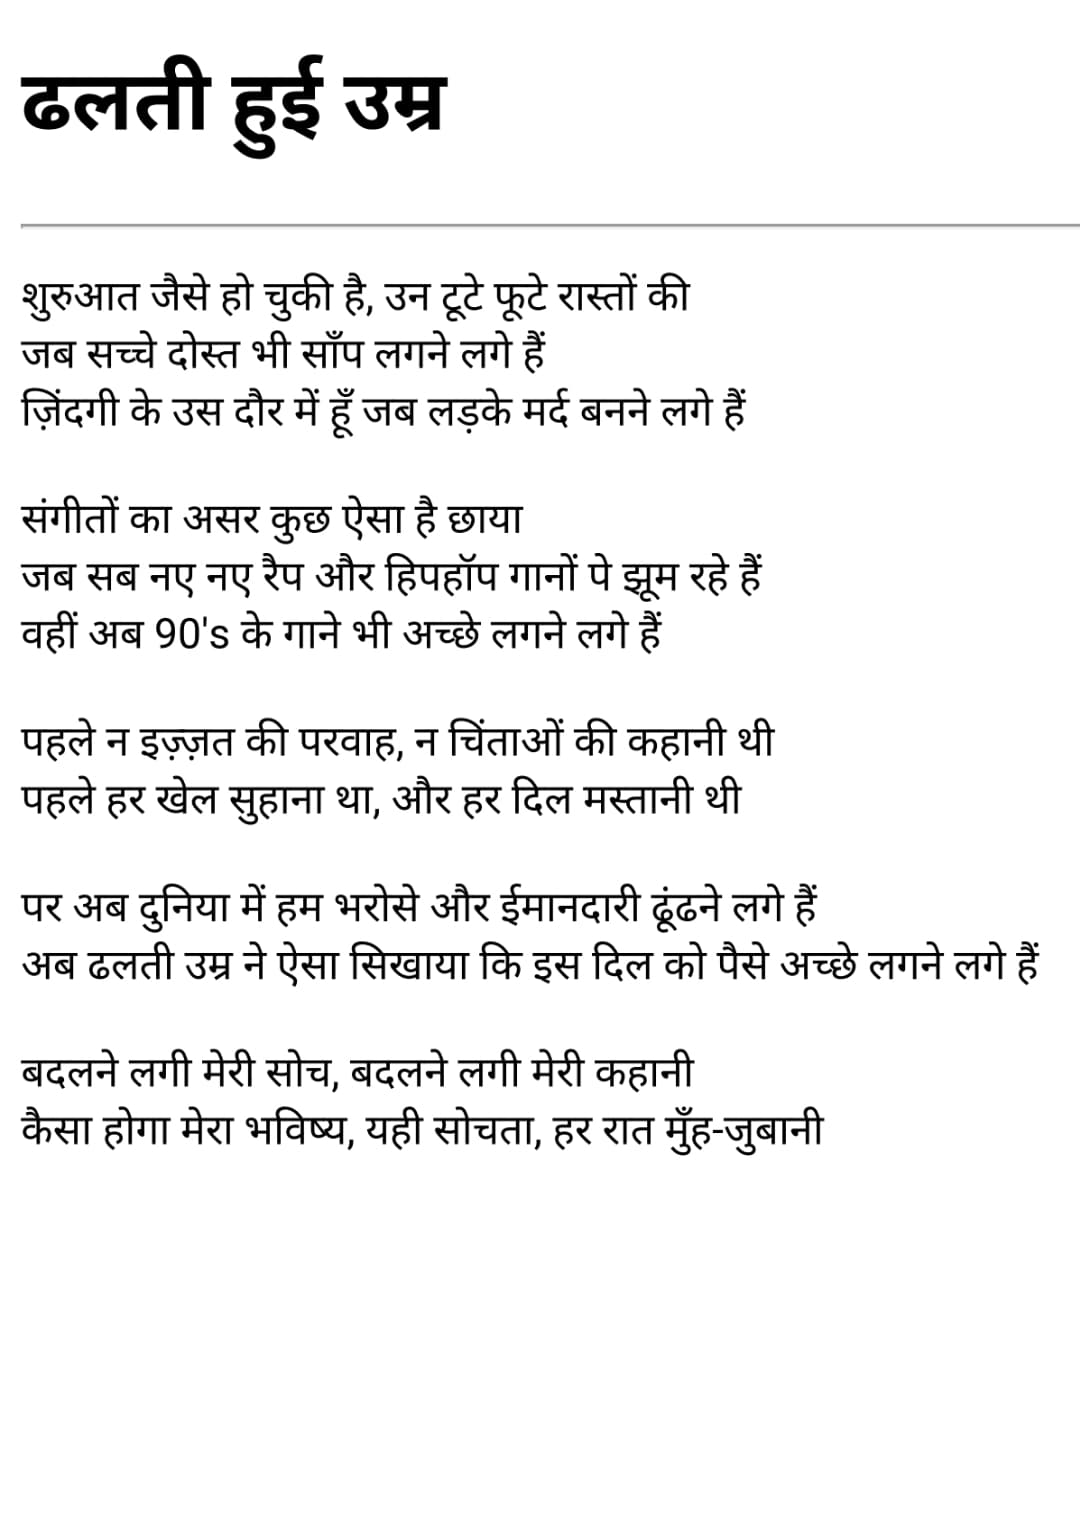 ढलती हुई उम्र
शुरुआत जैसे हो चुकी है, उन टूटे फूटे रास्तों की
जब सच्चे दोस्त भी साँप लगने लगे हैं
ज़िंदगी के उस दौर में हूँ जब लड़के मर्द बनने लगे हैं
संगीतों का असर कुछ ऐसा है छाया
जब सब नए नए रैप और हिपहॉप गानों पे झूम रहे हैं
वहीं अब 90's के गाने भी अच्छे लगने लगे हैं
पहले न इज़्ज़त की परवाह, न चिंताओं की कहानी थी
पहले हर खेल सुहाना था, और हर दिल मस्तानी थी
पर अब दुनिया में हम भरोसे और ईमानदारी ढूंढने लगे हैं
अब ढलती उम्र ने ऐसा सिखाया कि इस दिल को पैसे अच्छे लगने लगे हैं
बदलने लगी मेरी सोच, बदलने लगी मेरी कहानी
कैसा होगा मेरा भविष्य, यही सोचता, हर रात मुँह-जुबानी